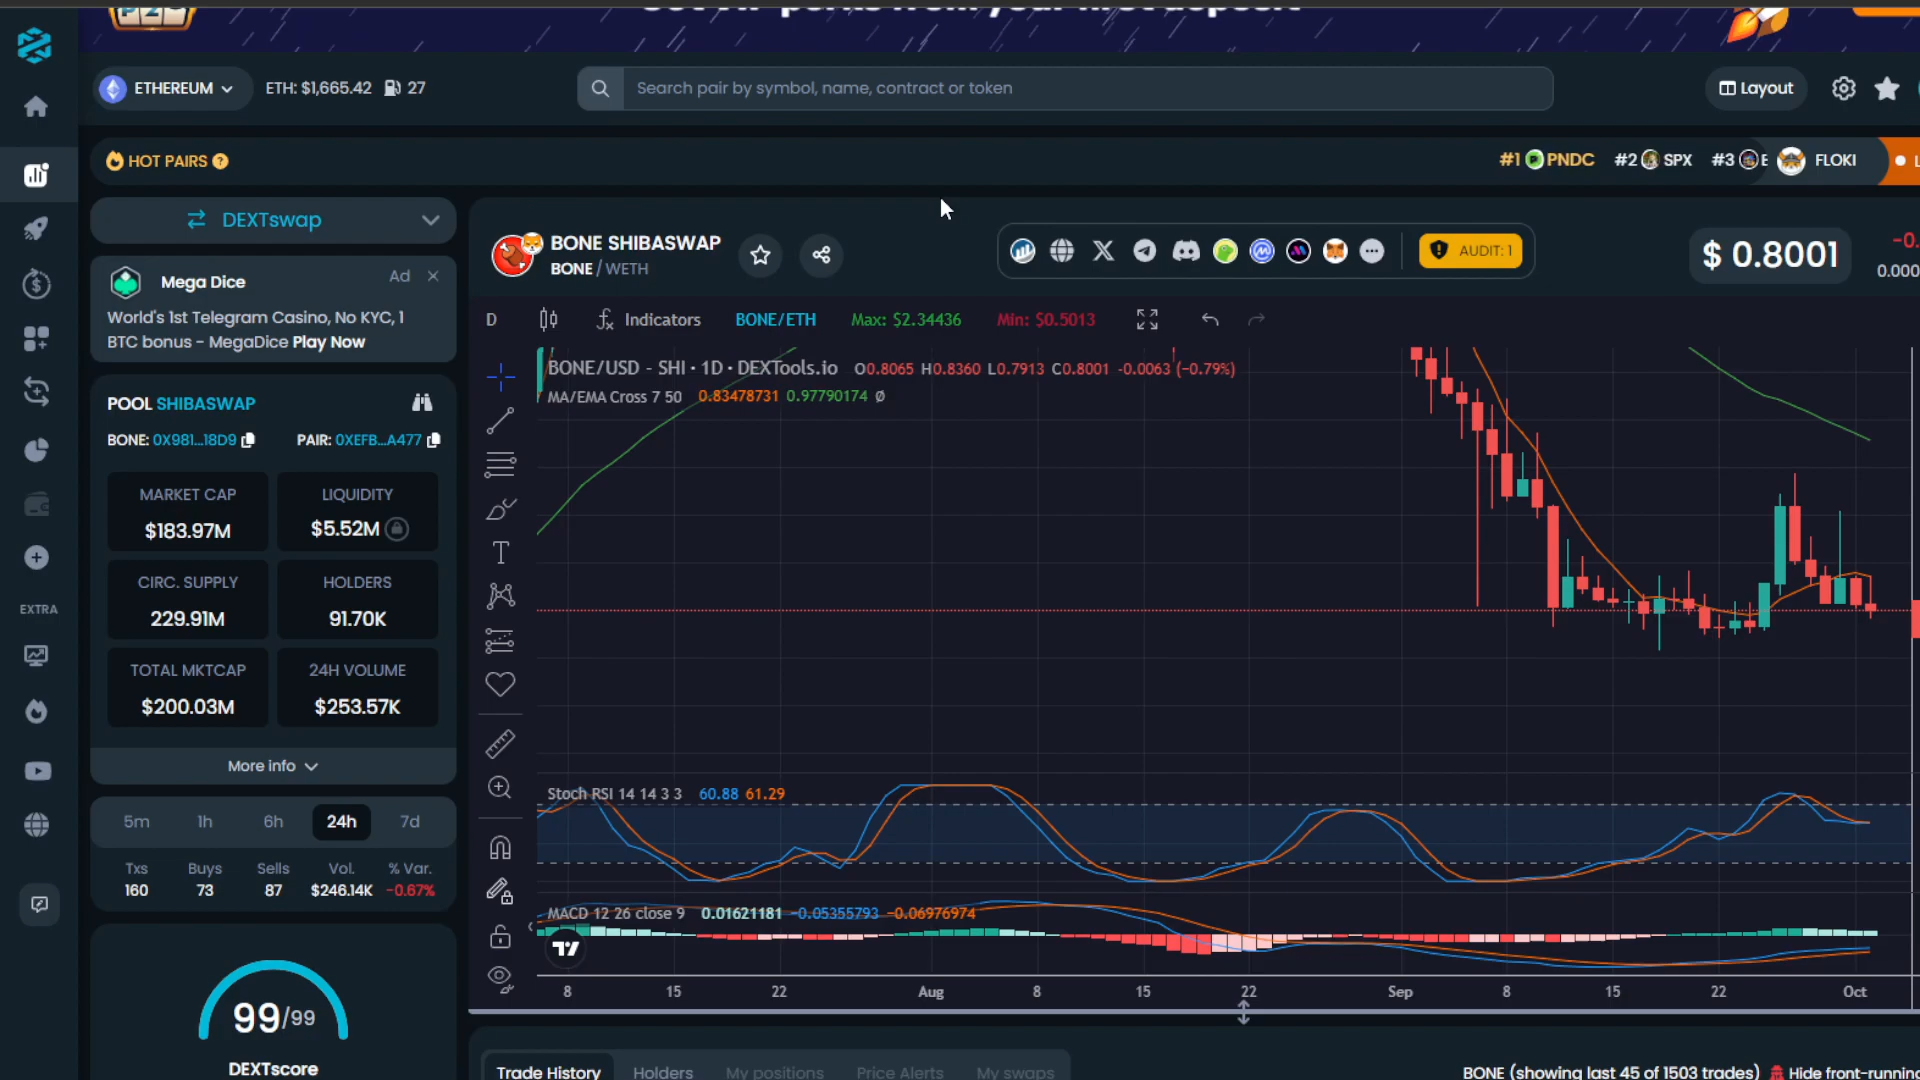 ETHEREUM
ETH: $1,665.42
27
Search pair by symbol, name, contract or token
Layout
HOT PAIRS
#1 PNDC
#2 SPX
#3
FLOKI
DEXTswap
Mega Dice
Ad
World's 1st Telegram Casino, No KYC, 1
BTC bonus - MegaDice Play Now
BONE SHIBASWAP
BONE / WETH
AUDIT: 1
$ 0.8001
D
Indicators
BONE/ETH
Max: $2.34436
Min: $0.5013
BONE/USD - SHI · 1D · DEXTools.io O0.8065 H0.8360 L0.7913 C0.8001 -0.0063 (−0.79%)
MA/EMA Cross 7 50 0.83478731 0.97790174 Ø
POOL SHIBASWAP
BONE: 0X981...18D9
PAIR: 0XEFB...A477
MARKET CAP
$183.97M
LIQUIDITY
$5.52M
CIRC. SUPPLY
229.91M
HOLDERS
91.70K
TOTAL MKTCAP
$200.03M
24H VOLUME
$253.57K
More info
5m 1h 6h 24h 7d
Txs Buys Sells Vol. % Var.
160 73 87 $246.14K -0.67%
99/99
DEXTscore
EXTRA
Stoch RSI 14 14 3 3 60.88 61.29
MACD 12 26 close 9 0.01621181 −0.05355793 −0.06976974
8 15 22 Aug 8 15 22 Sep 8 15 22 Oct
Trade History Holders My positions Price Alerts My swaps
BONE (showing last 45 of 1503 trades)
Hide front-running